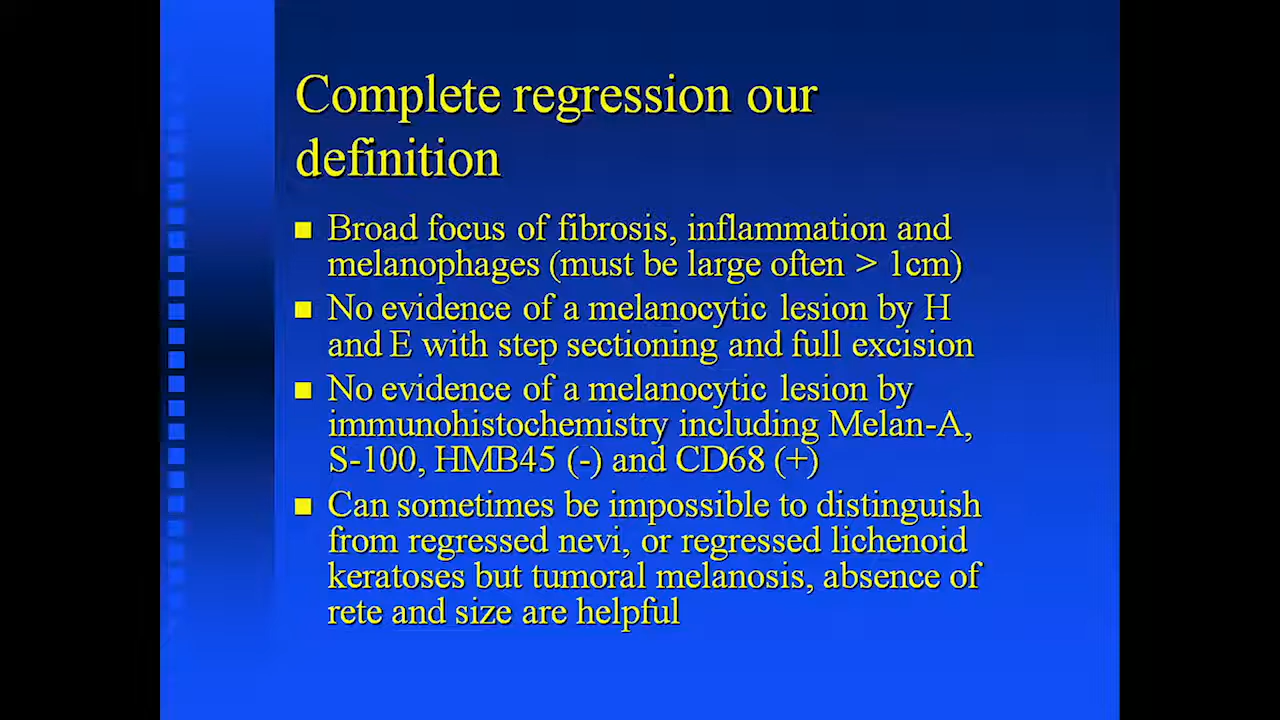 Complete regression our
definition
Broad focus of fibrosis, inflammation and
melanophages (must be large often > 1cm)
No evidence of a melanocytic lesion by H
and E with step sectioning and full excision
No evidence of a melanocytic lesion by
immunohistochemistry including Melan-A,
S-100, HMB45 (-) and CD68 (+)
Can sometimes be impossible to distinguish
from regressed nevi, or regressed lichenoid
keratoses but tumoral melanosis, absence of
rete and size are helpful